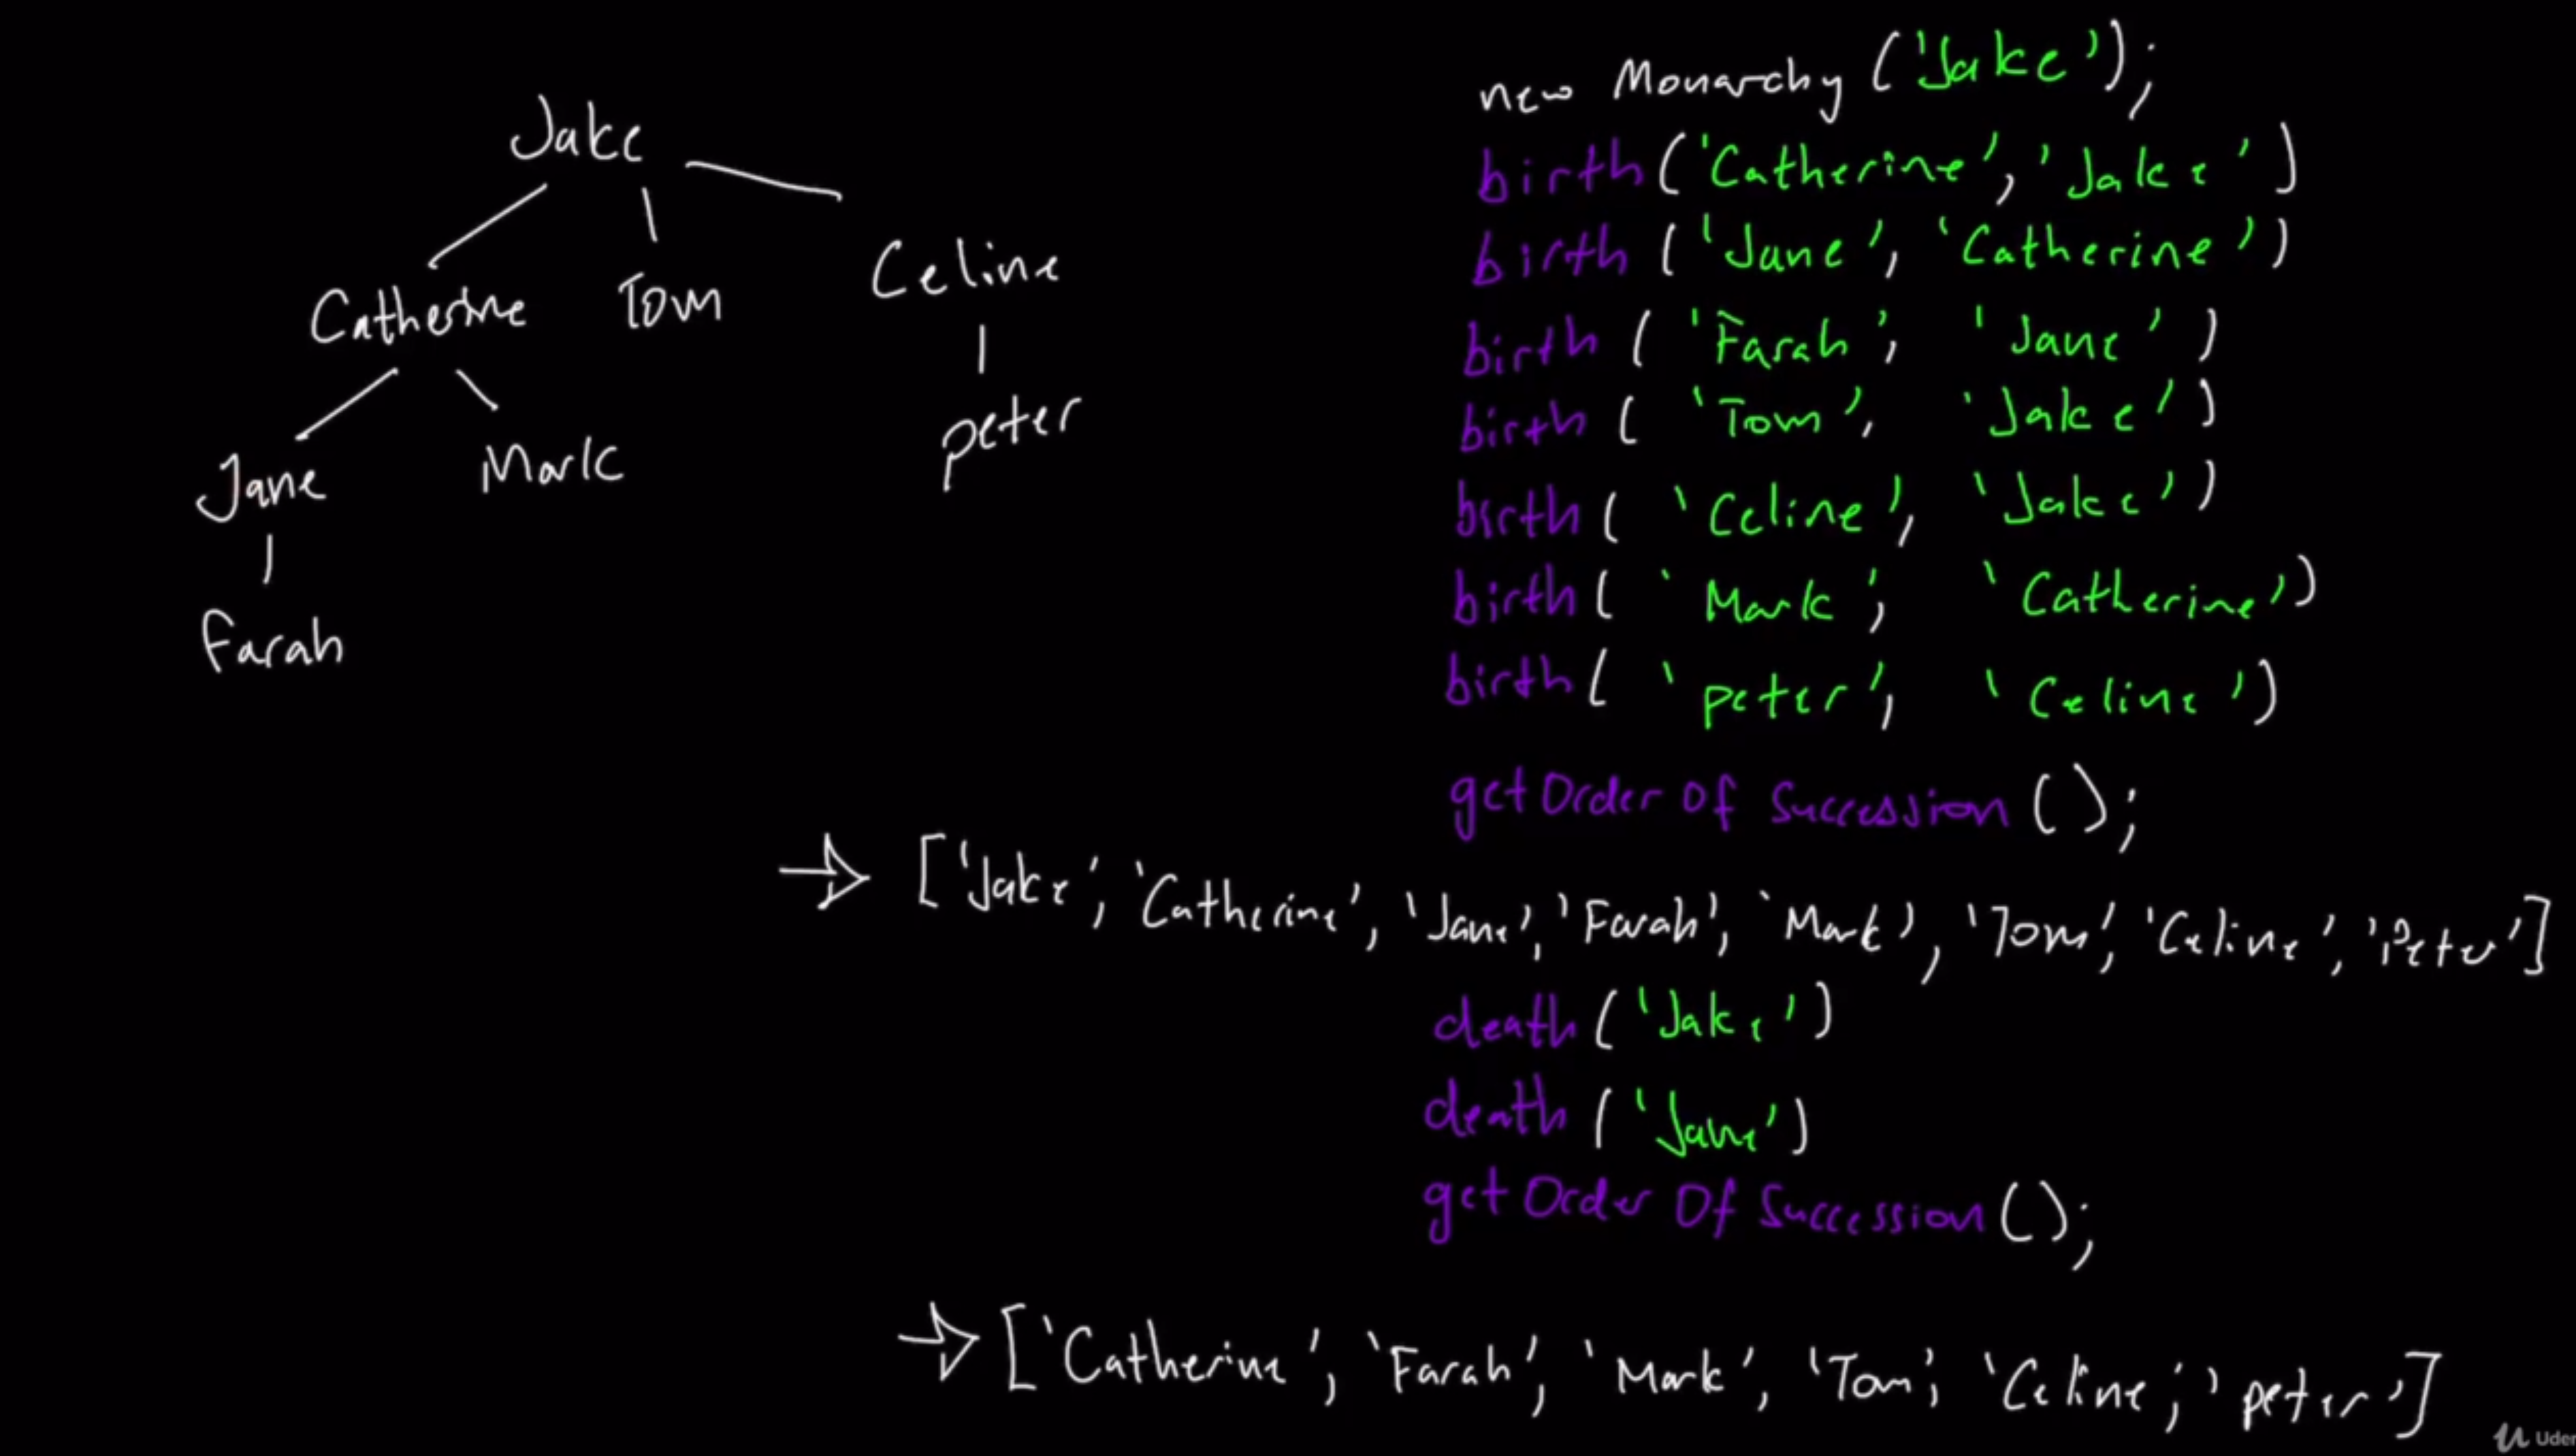 Jake
Catherine Tom Celine
Jane Mark peter
Farah
new Monarchy ('Jake');
birth('Catherine','Jake')
birth ('Jane', 'Catherine')
birth ('Farah', 'Jane')
birth ('Tom', 'Jake')
birth ('Celine', 'Jake')
birth ('Mark', 'Catherine')
birth ('peter', 'Celine')
getOrderOfSuccession();
→ ['Jake', 'Catherine', 'Jane', 'Farah', 'Mark', 'Tom', 'Celine', 'Peter']
death ('Jake')
death ('Jane')
getOrderOfSuccession();
→ ['Catherine', 'Farah', 'Mark', 'Tom', 'Celine', 'peter']